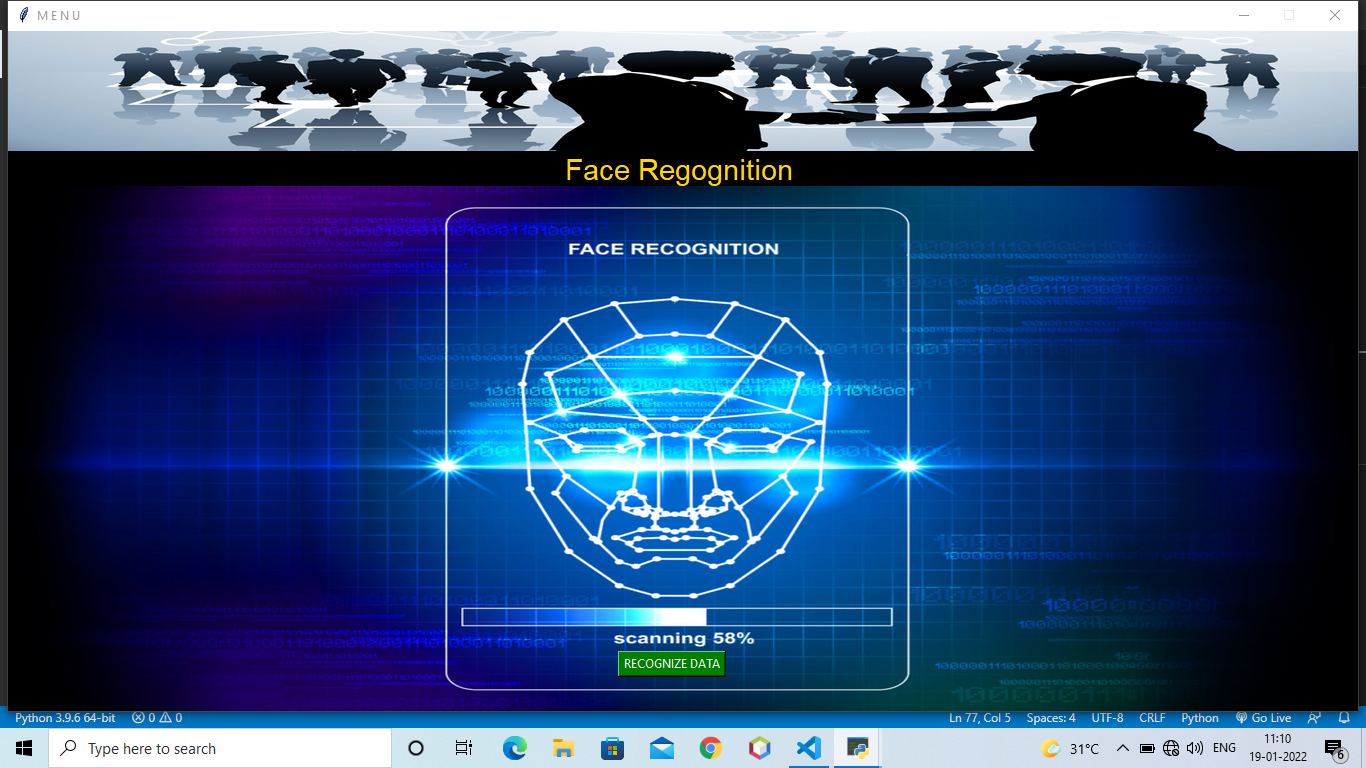 MENU
Face Regognition
FACE RECOGNITION
scanning 58%
RECOGNIZE DATA
Python 3.9.6 64-bit 0 0 Ln 77, Col 5 Spaces: 4 UTF-8 CRLF Python Go Live
Type here to search 31°C ENG 11:10
19-01-2022 6